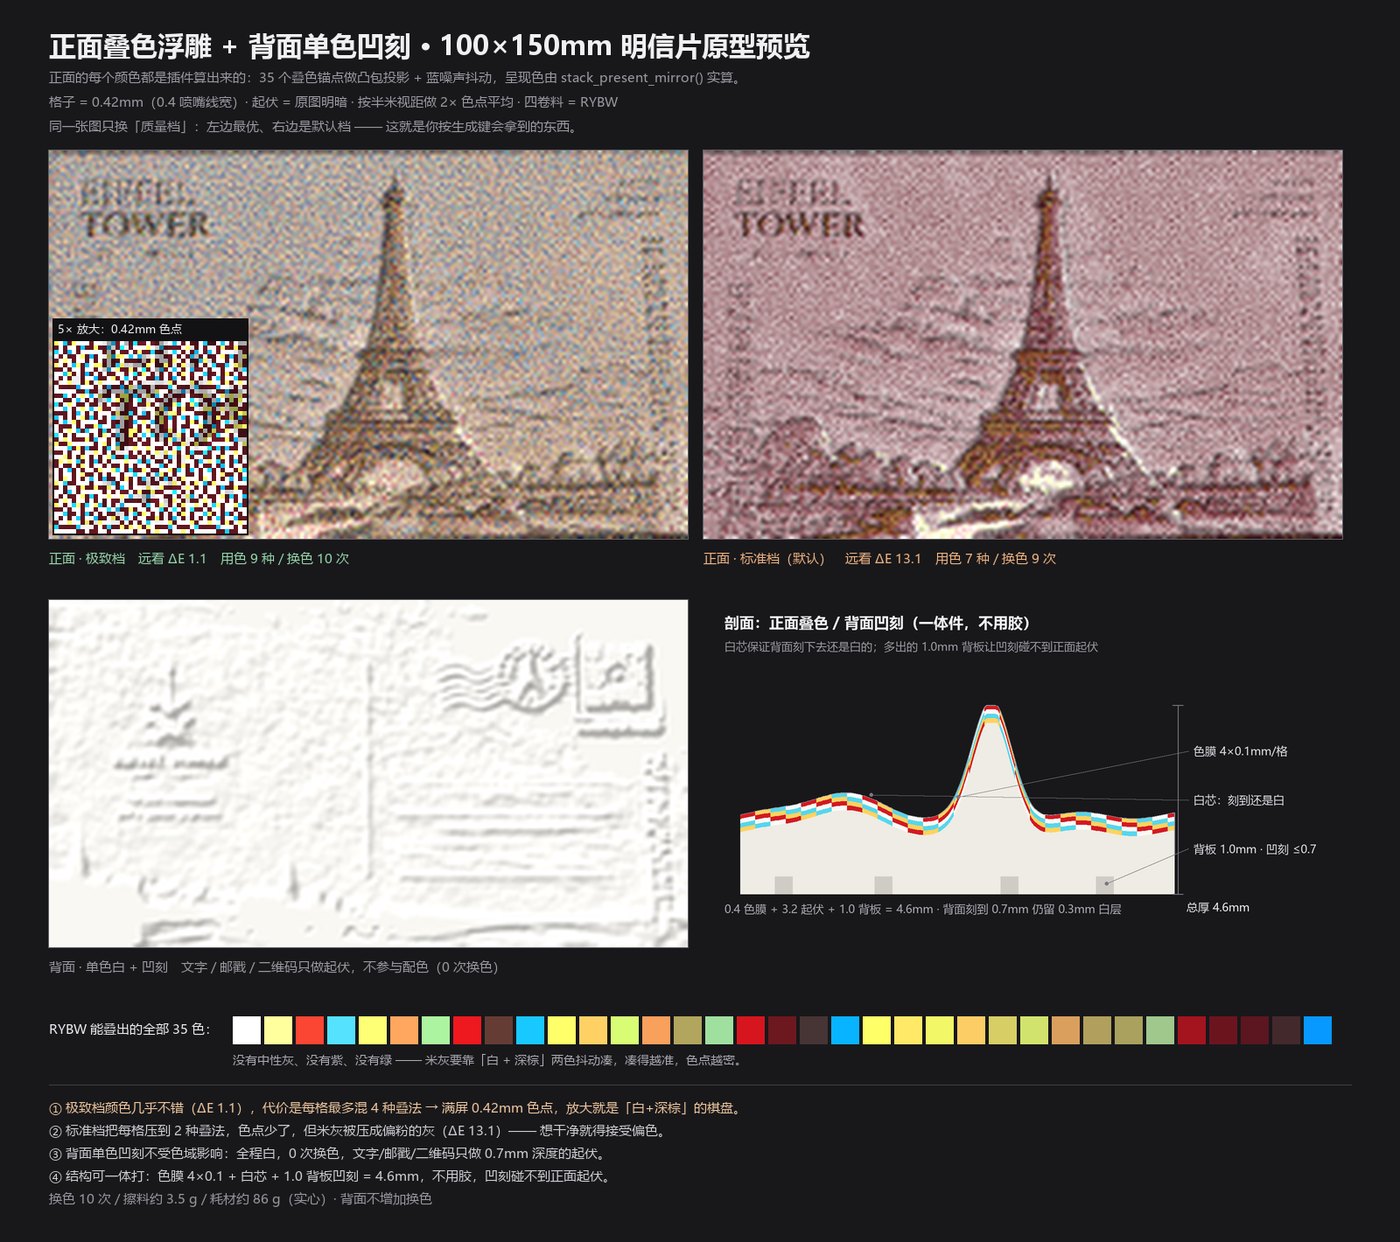 正面叠色浮雕 + 背面单色凹刻 • 100×150mm 明信片原型预览
正面的每个颜色都是插件算出来的：35 个叠色锚点做凸包投影 + 蓝噪声抖动，呈现色由 stack_present_mirror() 实算。
格子 = 0.42mm（0.4 喷嘴线宽）· 起伏 = 原图明暗 · 按半米视距做 2× 色点平均 · 四卷料 = RYBW
同一张图只换「质量档」：左边最优、右边是默认档 —— 这就是你按生成键会拿到的东西。
EIFFEL
TOWER
EIFFEL
TOWER
5× 放大：0.42mm 色点
TO
正面 · 极致档 远看 ΔE 1.1 用色 9 种 / 换色 10 次
正面 · 标准档（默认） 远看 ΔE 13.1 用色 7 种 / 换色 9 次
剖面：正面叠色 / 背面凹刻（一体件，不用胶）
白芯保证背面刻下去还是白的；多出的 1.0mm 背板让凹刻碰不到正面起伏
色膜 4×0.1mm/格
白芯：刻到还是白
背板 1.0mm · 凹刻 ≤0.7
总厚 4.6mm
0.4 色膜 + 3.2 起伏 + 1.0 背板 = 4.6mm · 背面刻到 0.7mm 仍留 0.3mm 白层
背面 · 单色白 + 凹刻 文字 / 邮戳 / 二维码只做起伏，不参与配色（0 次换色）
RYBW 能叠出的全部 35 色：
没有中性灰、没有紫、没有绿 —— 米灰要靠「白 + 深棕」两色抖动凑，凑得越准，色点越密。
① 极致档颜色几乎不错（ΔE 1.1），代价是每格最多混 4 种叠法 → 满屏 0.42mm 色点，放大就是「白+深棕」的棋盘。
② 标准档把每格压到 2 种叠法，色点少了，但米灰被压成偏粉的灰（ΔE 13.1）—— 想干净就得接受偏色。
③ 背面单色凹刻不受色域影响：全程白，0 次换色，文字/邮戳/二维码只做 0.7mm 深度的起伏。
④ 结构可一体打：色膜 4×0.1 + 白芯 + 1.0 背板凹刻 = 4.6mm，不用胶，凹刻碰不到正面起伏。
换色 10 次 / 擦料约 3.5 g / 耗材约 86 g（实心）· 背面不增加换色